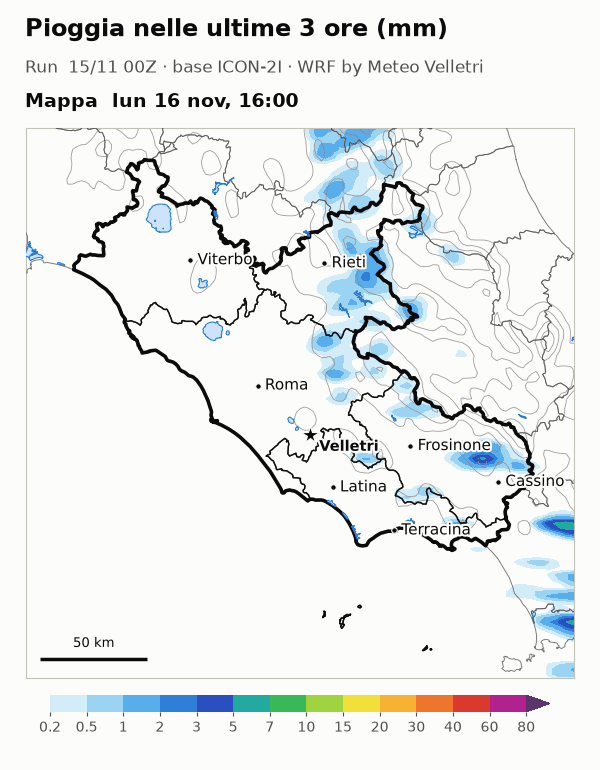 Pioggia nelle ultime 3 ore (mm)
Run  15/11 00Z · base ICON-2I · WRF by Meteo Velletri
Mappa  lun 16 nov, 16:00
Viterbo
Rieti
Roma
Velletri
Frosinone
Cassino
Latina
Terracina
50 km
0.2 0.5 1 2 3 5 7 10 15 20 30 40 60 80